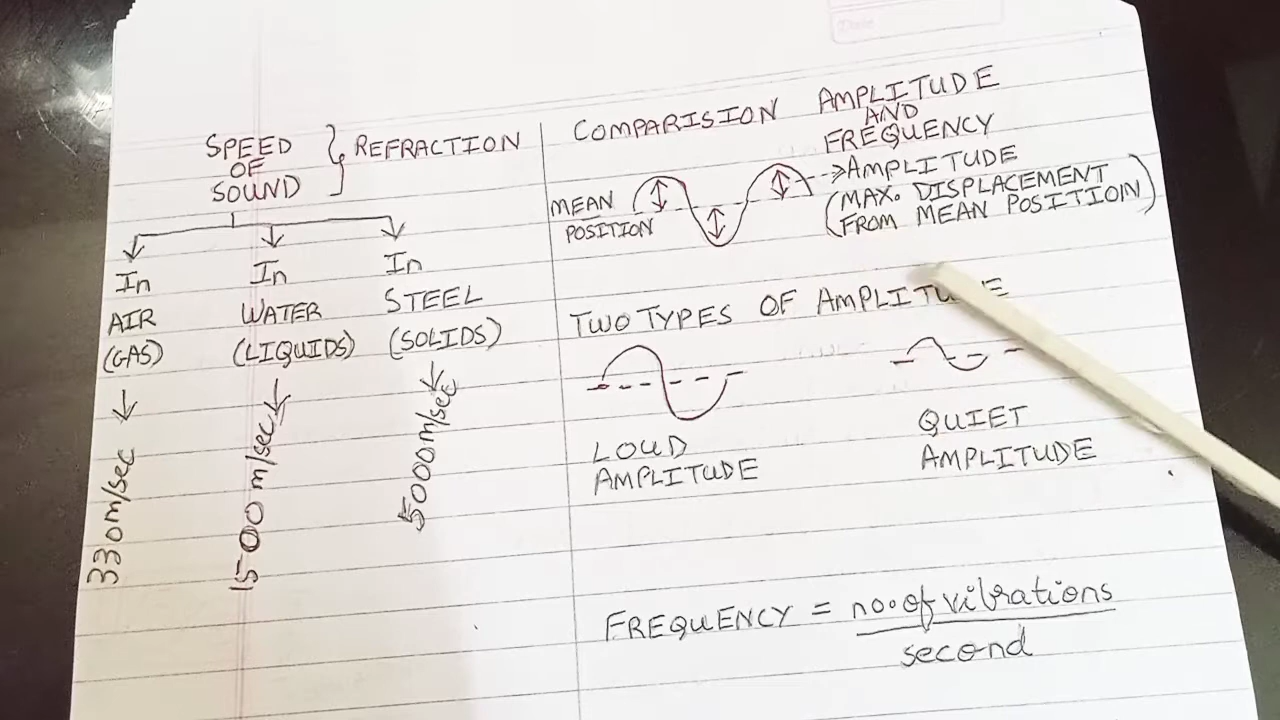 SPEED
OF
SOUND
REFRACTION
In
AIR
(GAS)
330m/sec
In
WATER
(LIQUIDS)
1500 m/sec
In
STEEL
(SOLIDS)
5000m/sec
COMPARISION AMPLITUDE
AND
FREQUENCY
MEAN
POSITION
AMPLITUDE
(MAX. DISPLACEMENT
FROM MEAN POSITION)
TWO TYPES OF AMPLITUDE
LOUD
AMPLITUDE
QUIET
AMPLITUDE
FREQUENCY = no. of vibrations
second